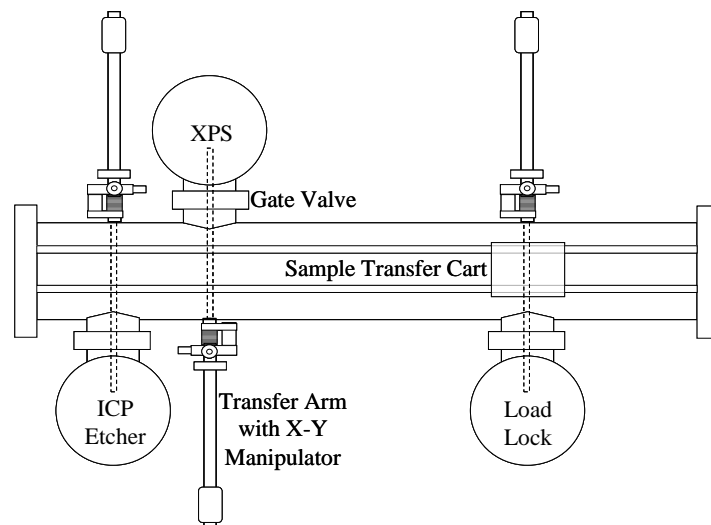 XPS
Gate Valve
Sample Transfer Cart
ICP
Etcher
Transfer Arm
with X-Y
Manipulator
Load
Lock